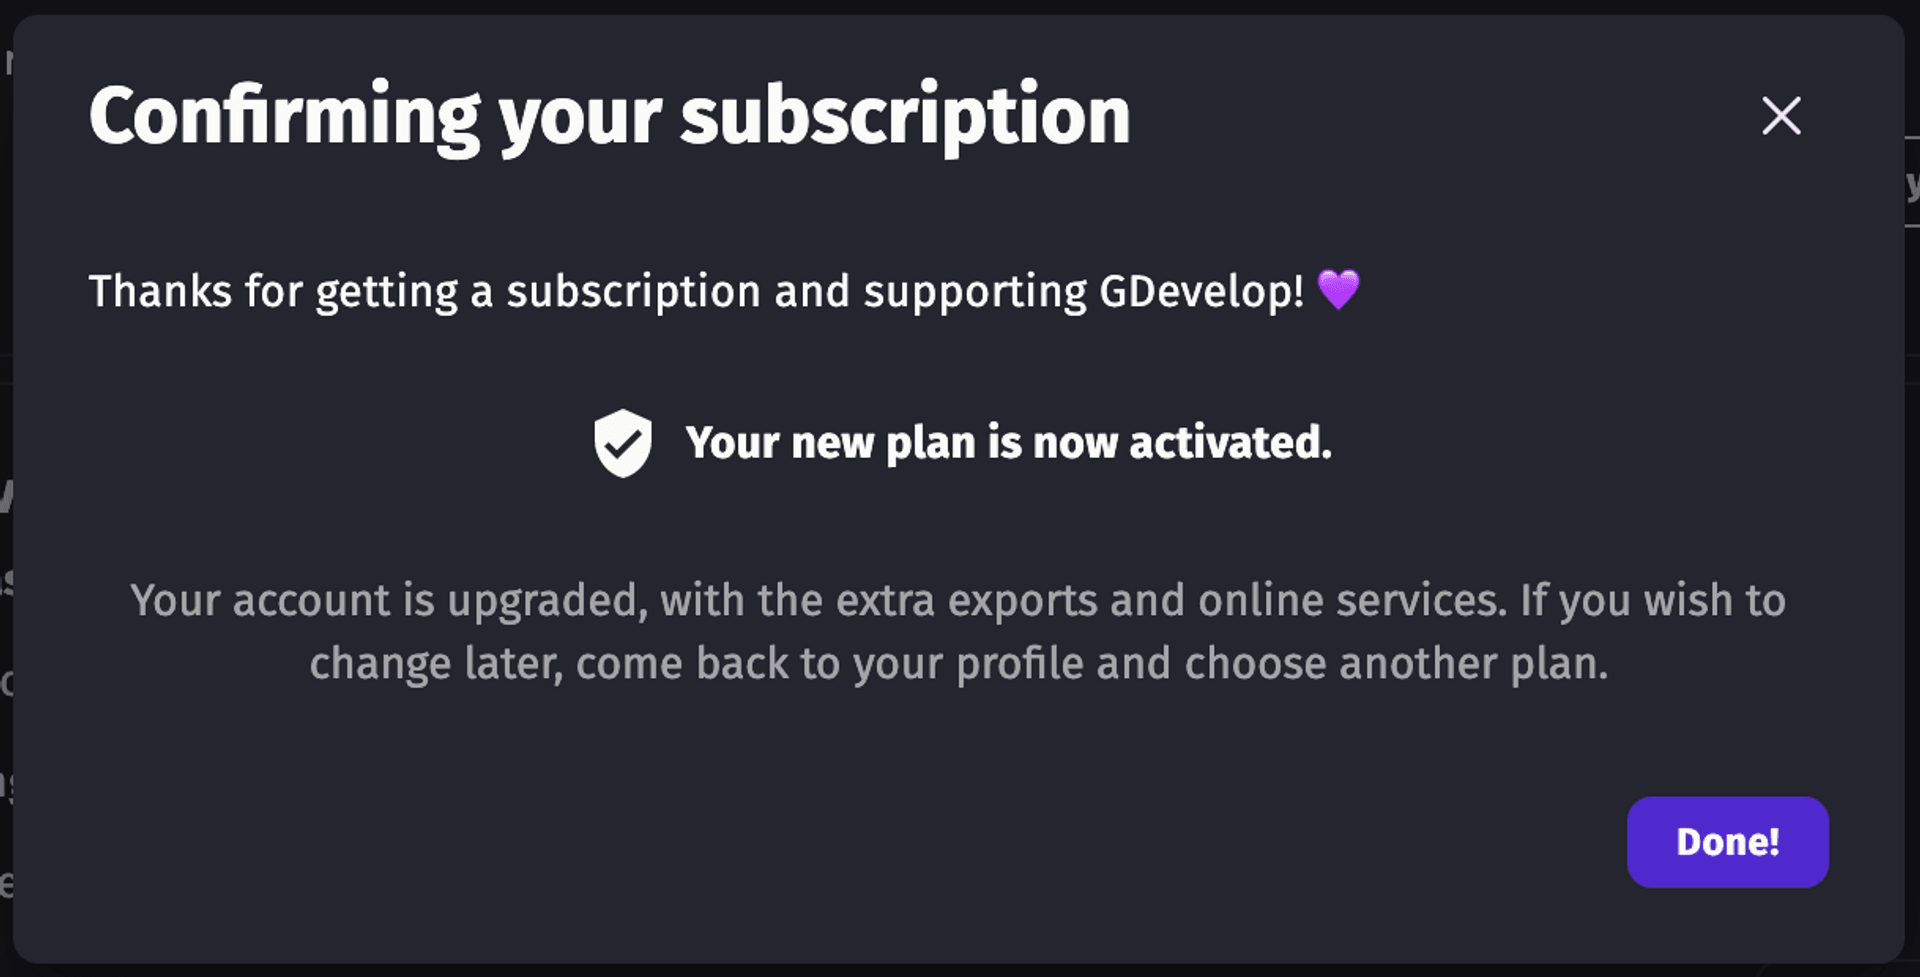 Confirming your subscription
Thanks for getting a subscription and supporting GDevelop! 💜
Your new plan is now activated.
Your account is upgraded, with the extra exports and online services. If you wish to
change later, come back to your profile and choose another plan.
Done!